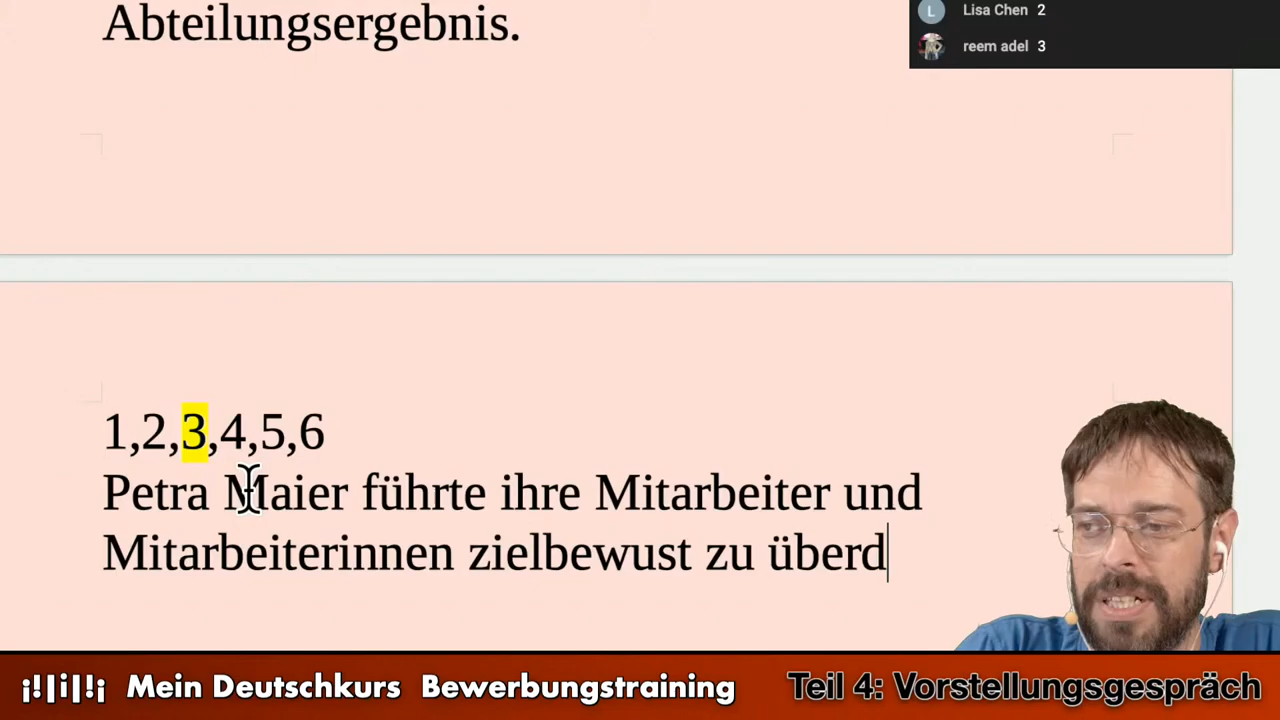 Abteilungsergebnis.
L Lisa Chen 2
reem adel 3
1,2,3,4,5,6
Petra Maier führte ihre Mitarbeiter und
Mitarbeiterinnen zielbewust zu überd
¡!|¡|!¡ Mein Deutschkurs Bewerbungstraining Teil 4: Vorstellungsgespräch